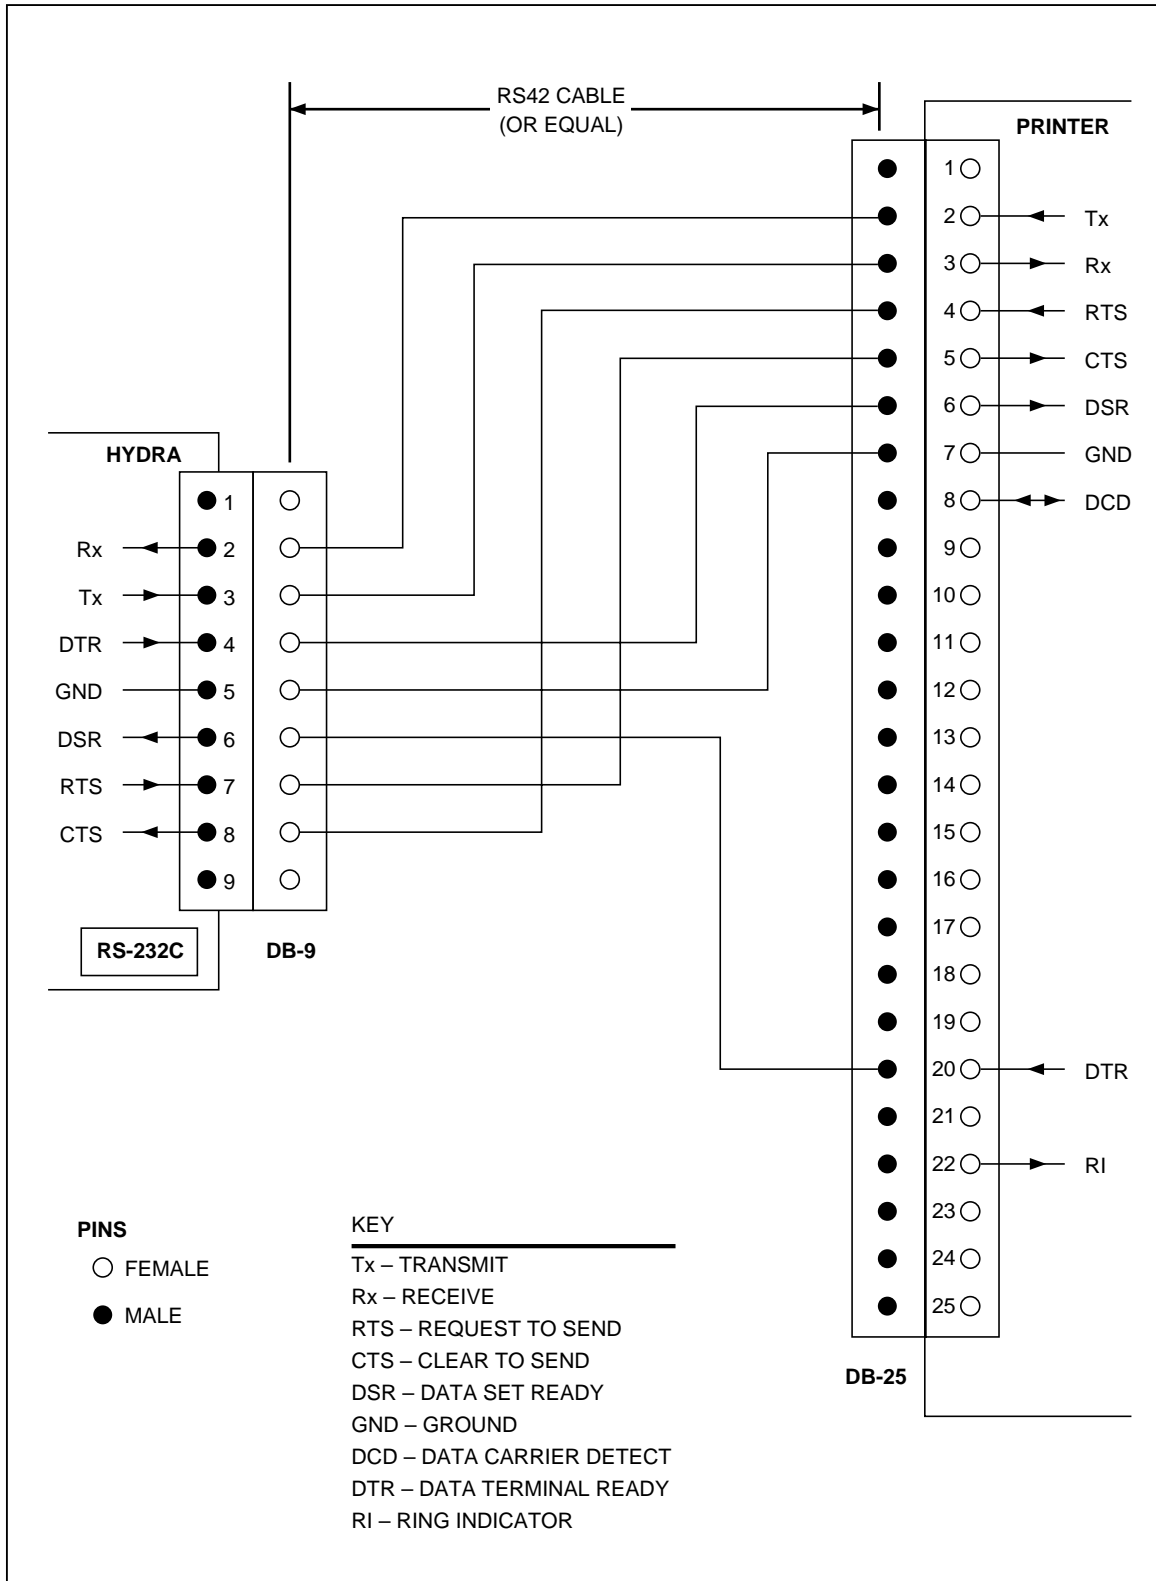 RS42 CABLE
(OR EQUAL)
PRINTER
1
2 Tx
3 Rx
4 RTS
5 CTS
6 DSR
7 GND
8 DCD
9
10
11
12
13
14
15
16
17
18
19
20 DTR
21
22 RI
23
24
25
DB-25
HYDRA
1
Rx 2
Tx 3
DTR 4
GND 5
DSR 6
RTS 7
CTS 8
9
RS-232C
DB-9
PINS
FEMALE
MALE
KEY
Tx – TRANSMIT
Rx – RECEIVE
RTS – REQUEST TO SEND
CTS – CLEAR TO SEND
DSR – DATA SET READY
GND – GROUND
DCD – DATA CARRIER DETECT
DTR – DATA TERMINAL READY
RI – RING INDICATOR